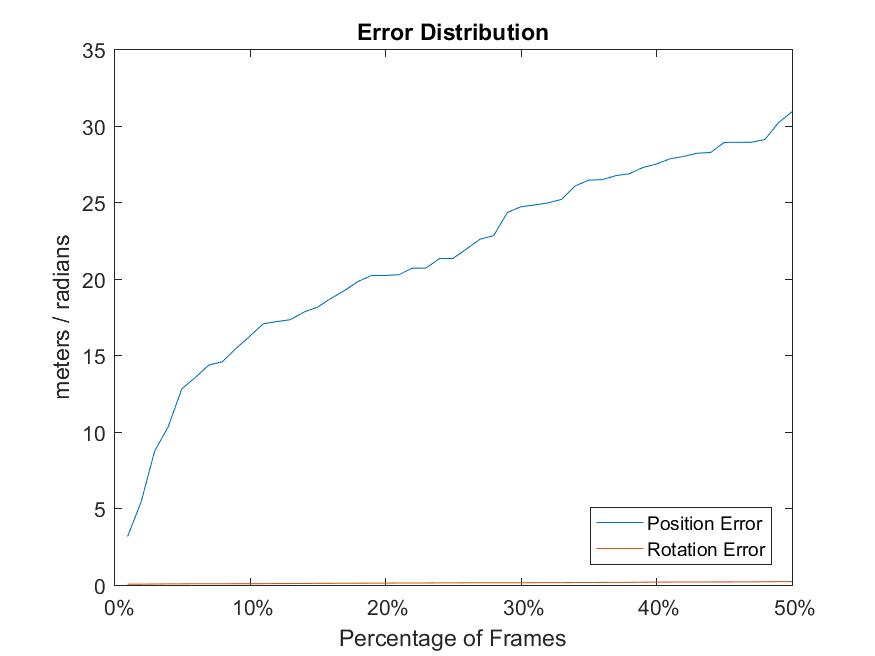 Error Distribution
meters / radians
35
30
25
20
15
10
5
0
Position Error
Rotation Error
0%
10%
20%
30%
40%
50%
Percentage of Frames